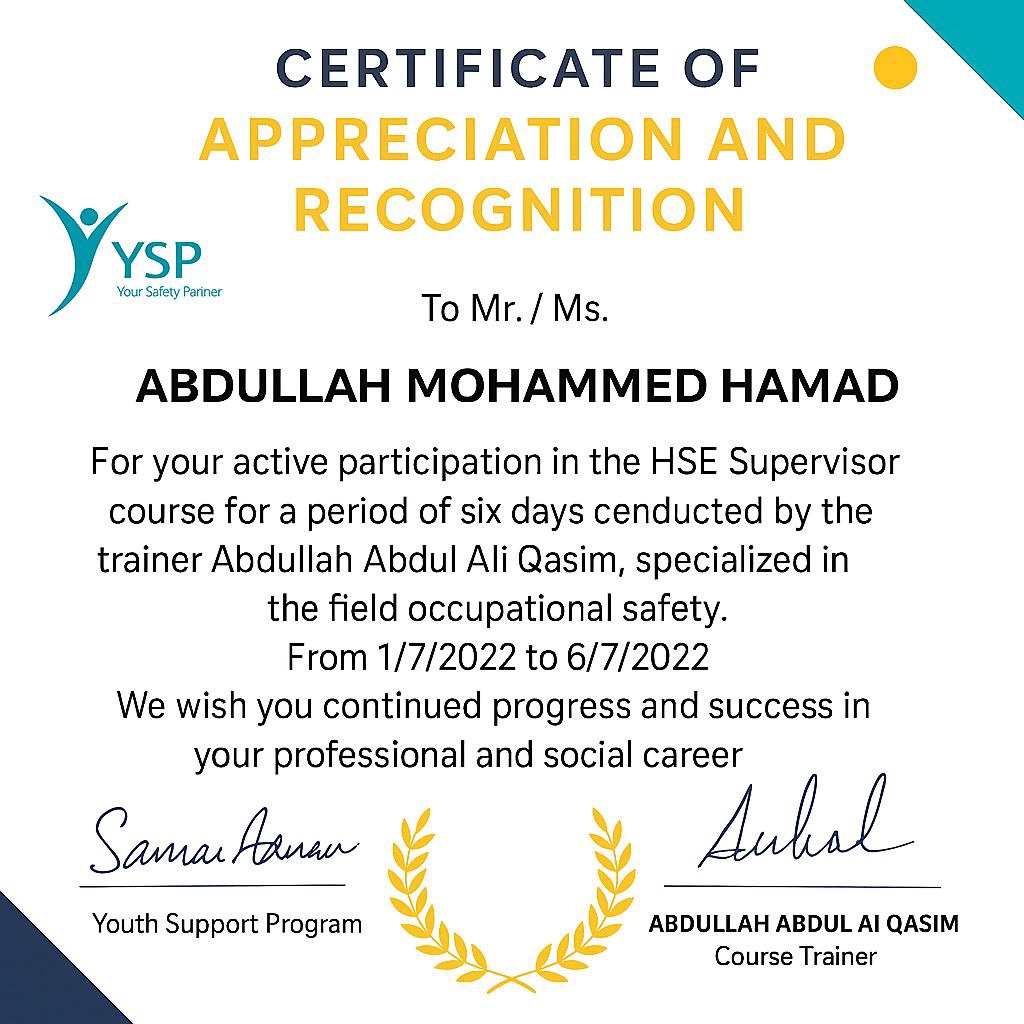 CERTIFICATE OF
APPRECIATION AND
RECOGNITION
YSP
Your Safety Pariner
To Mr. / Ms.
ABDULLAH MOHAMMED HAMAD
For your active participation in the HSE Supervisor
course for a period of six days cenducted by the
trainer Abdullah Abdul Ali Qasim, specialized in
the field occupational safety.
From 1/7/2022 to 6/7/2022
We wish you continued progress and success in
your professional and social career
Samar Adnan
Youth Support Program
ABDULLAH ABDUL AI QASIM
Course Trainer